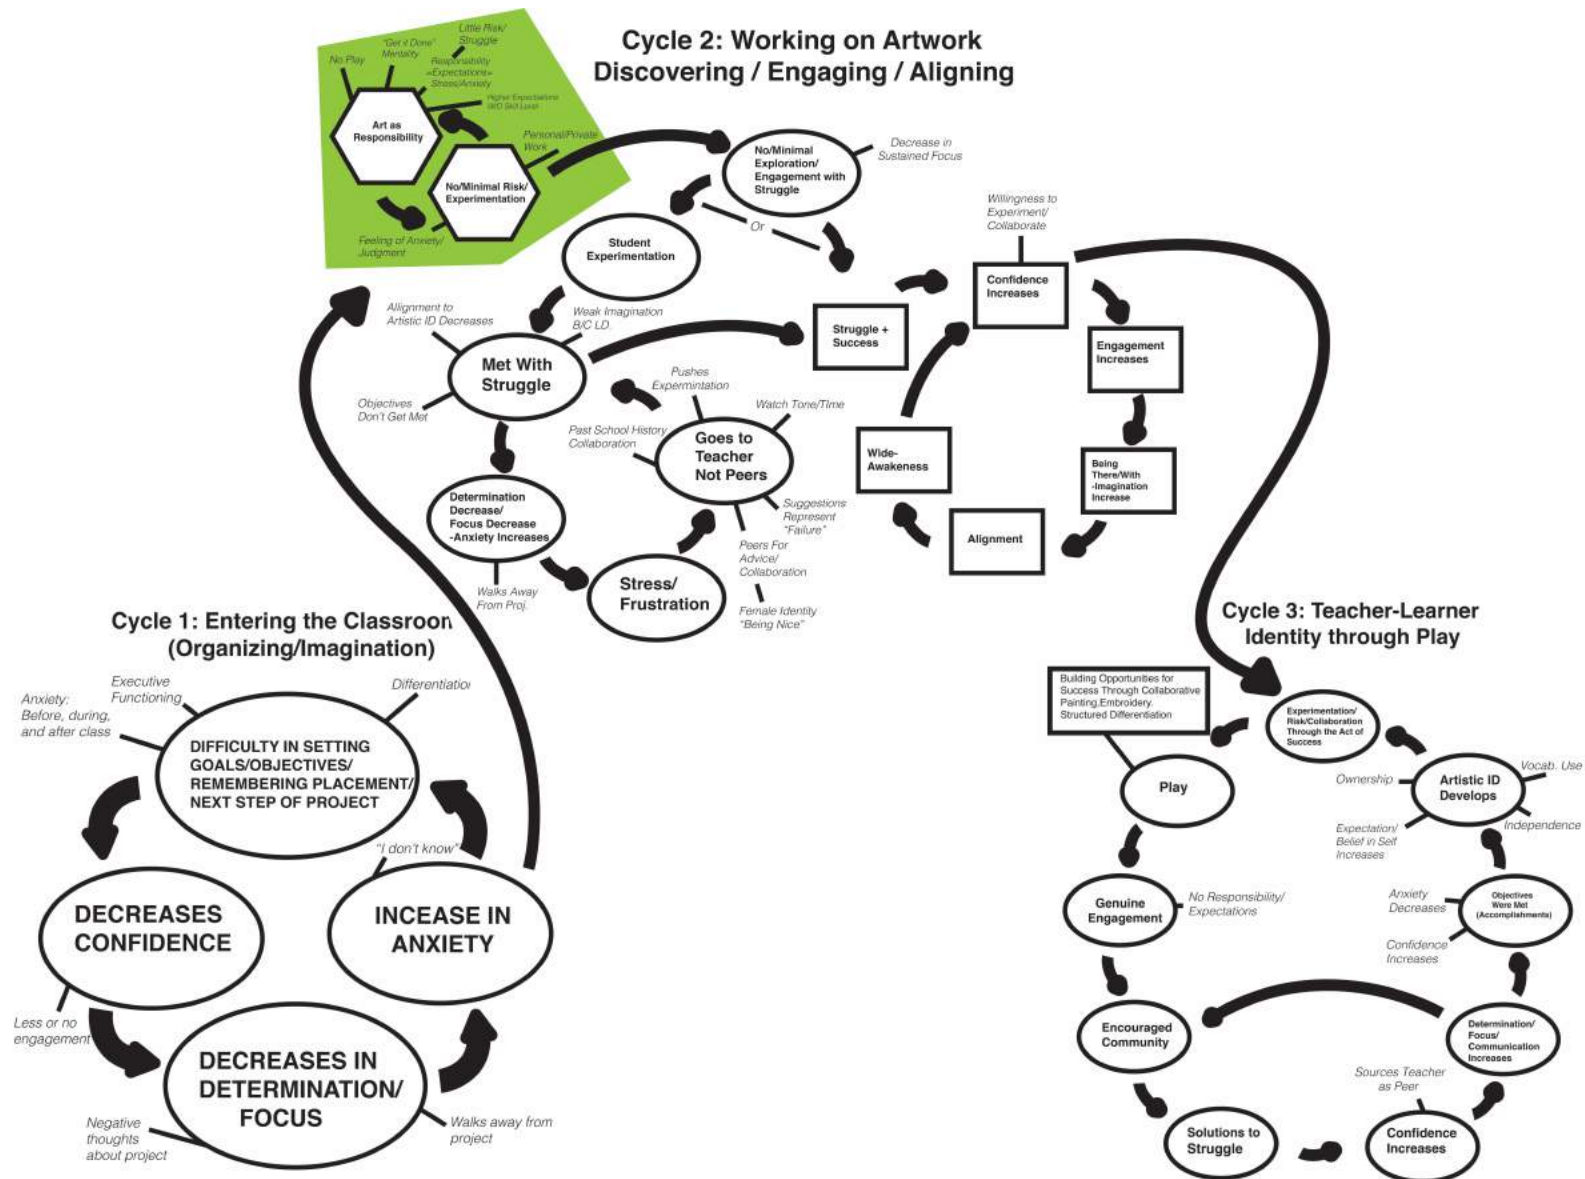 Cycle 2: Working on Artwork
Discovering / Engaging / Aligning
No Play
"Get it Done"
Mentality
Little Risk/
Struggle
Responsibility
=Expectations=
Stress/Anxiety
Higher Expectations
W/O Skill Level
Art as
Responsibility
Personal/Private
Work
No/Minimal Risk/
Experimentation
Feeling of Anxiety/
Judgment
No/Minimal
Exploration/
Engagement with
Struggle
Decrease in
Sustained Focus
Or
Student
Experimentation
Allignment to
Artistic ID Decreases
Weak Imagination
B/C LD.
Met With
Struggle
Objectives
Don't Get Met
Struggle +
Success
Willingness to
Experiment/
Collaborate
Confidence
Increases
Engagement
Increases
Being
There/With
-Imagination
Increase
Alignment
Wide-
Awakeness
Pushes
Expermintation
Watch Tone/TIme
Past School History
Collaboration
Goes to
Teacher
Not Peers
Suggestions
Represent
"Failure"
Peers For
Advice/
Collaboration
Female Identity
"Being Nice"
Determination
Decrease/
Focus Decrease
-Anxiety Increases
Walks Away
From Proj.
Stress/
Frustration
Cycle 1: Entering the Classroom
(Organizing/Imagination)
Anxiety:
Before, during,
and after class
Executive
Functioning
Differentiation
DIFFICULTY IN SETTING
GOALS/OBJECTIVES/
REMEMBERING PLACEMENT/
NEXT STEP OF PROJECT
"I don't know"
DECREASES
CONFIDENCE
INCEASE IN
ANXIETY
Less or no
engagement
DECREASES IN
DETERMINATION/
FOCUS
Negative
thoughts
about project
Walks away from
project
Cycle 3: Teacher-Learner
Identity through Play
Building Opportunities for
Success Through Collaborative
Painting.Embroidery.
Structured Differentiation
Experimentation/
Risk/Collaboration
Through the Act of
Success
Play
Ownership
Artistic ID
Develops
Vocab. Use
Independence
Expectation/
Belief in Self
Increases
Genuine
Engagement
No Responsibility/
Expectations
Anxiety
Decreases
Objectives
Were Met
(Accomplishments)
Confidence
Increases
Encouraged
Community
Determination/
Focus/
Communication
Increases
Sources Teacher
as Peer
Solutions to
Struggle
Confidence
Increases